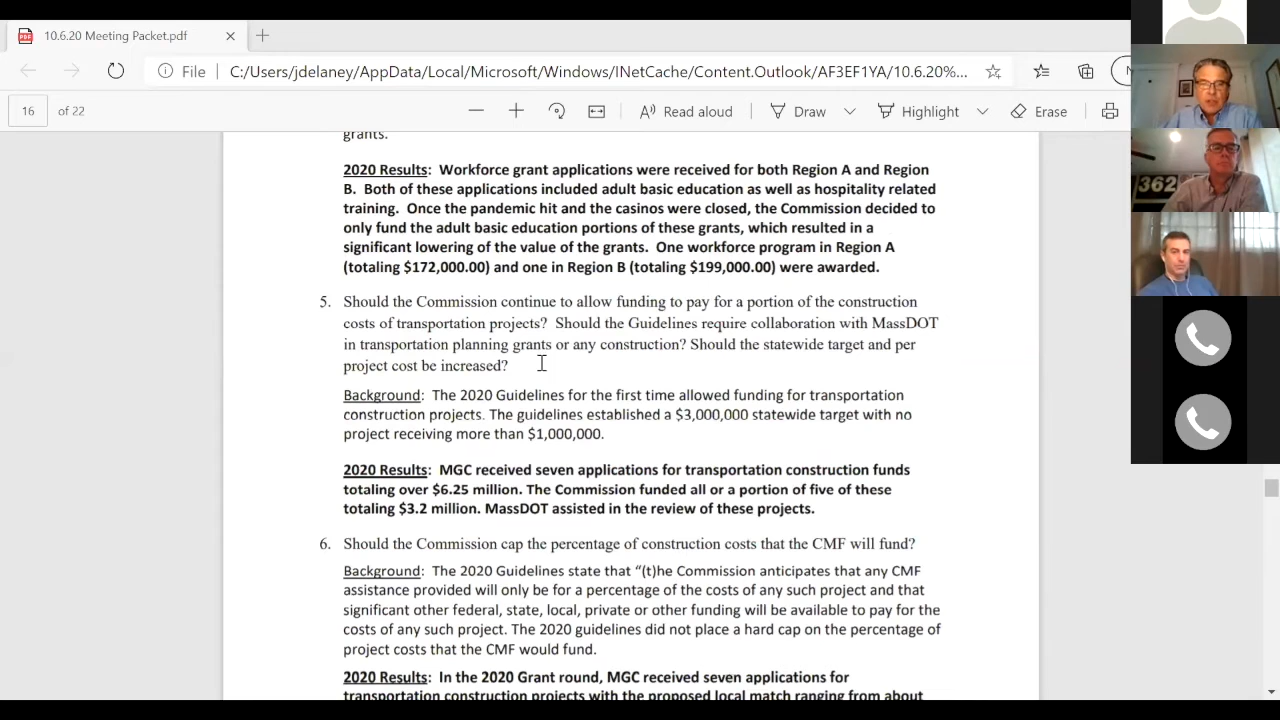 10.6.20 Meeting Packet.pdf
File
C:/Users/jdelaney/AppData/Local/Microsoft/Windows/INetCache/Content.Outlook/AF3EF1YA/10.6.20%...
16 of 22
Read aloud
Draw
Highlight
Erase
grants.
2020 Results: Workforce grant applications were received for both Region A and Region
B. Both of these applications included adult basic education as well as hospitality related
training. Once the pandemic hit and the casinos were closed, the Commission decided to
only fund the adult basic education portions of these grants, which resulted in a
significant lowering of the value of the grants. One workforce program in Region A
(totaling $172,000.00) and one in Region B (totaling $199,000.00) were awarded.
5. Should the Commission continue to allow funding to pay for a portion of the construction
costs of transportation projects? Should the Guidelines require collaboration with MassDOT
in transportation planning grants or any construction? Should the statewide target and per
project cost be increased?
Background: The 2020 Guidelines for the first time allowed funding for transportation
construction projects. The guidelines established a $3,000,000 statewide target with no
project receiving more than $1,000,000.
2020 Results: MGC received seven applications for transportation construction funds
totaling over $6.25 million. The Commission funded all or a portion of five of these
totaling $3.2 million. MassDOT assisted in the review of these projects.
6. Should the Commission cap the percentage of construction costs that the CMF will fund?
Background: The 2020 Guidelines state that “(t)he Commission anticipates that any CMF
assistance provided will only be for a percentage of the costs of any such project and that
significant other federal, state, local, private or other funding will be available to pay for the
costs of any such project. The 2020 guidelines did not place a hard cap on the percentage of
project costs that the CMF would fund.
2020 Results: In the 2020 Grant round, MGC received seven applications for
transportation construction projects with the proposed local match ranging from about
362